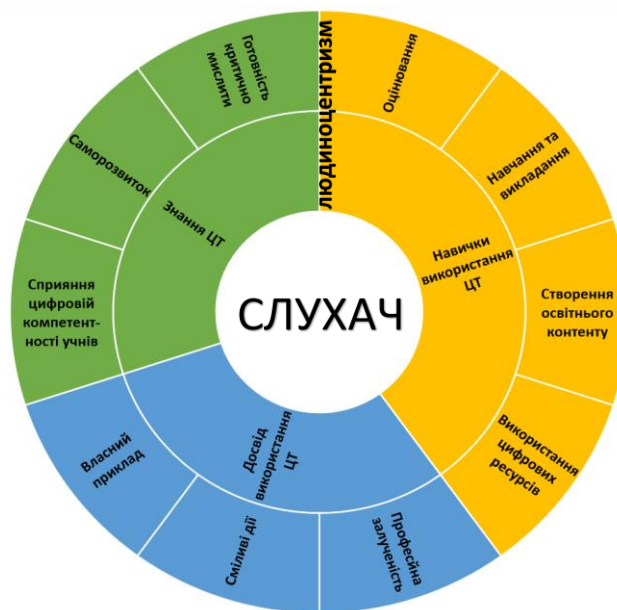 людиноцентризм
Оцінювання
Навчання та
викладання
Створення
освітнього
контенту
Використання
цифрових
ресурсів
Професійна
залученість
Сміливі дії
Власний
приклад
Сприяння
цифровій
компетент-
ності учнів
Саморозвиток
Готовність
критично
мислити
Навички
використання
ЦТ
Досвід
використання
ЦТ
Знання ЦТ
СЛУХАЧ